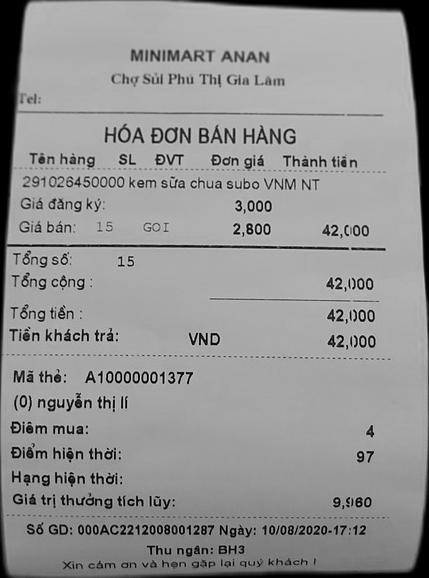 MINIMART ANAN
Chợ Sủi Phú Thị Gia Lâm
Tel:
HÓA ĐƠN BÁN HÀNG
Tên hàng SL ĐVT Đơn giá Thành tiền
291026450000 kem sữa chua subo VNM NT
Giá đăng ký: 3,000
Giá bán: 15 GOI 2,800 42,000
Tổng số: 15
Tổng cộng : 42,000
Tổng tiền : 42,000
Tiền khách trả: VND 42,000
Mã thẻ: A10000001377
(0) nguyễn thị lí
Điêm mua: 4
Điểm hiện thời: 97
Hạng hiện thời:
Giá trị thưởng tích lũy: 9,960
Số GD: 000AC2212008001287 Ngày: 10/08/2020-17:12
Thu ngân: BH3
Xin cảm ơn và hẹn gặp lại quý khách !